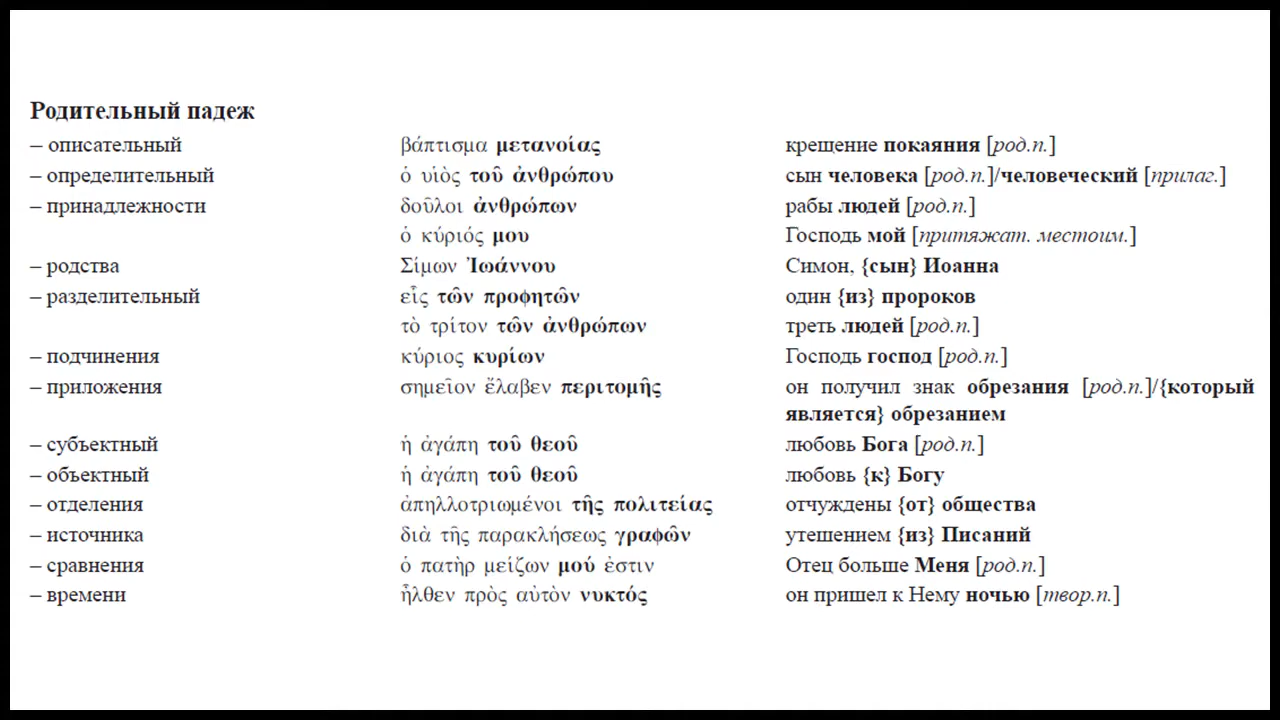 Родительный падеж
– описательный βάπτισμα μετανοίας крещение покаяния [род.п.]
– определительный ὁ υἱὸς τοῦ ἀνθρώπου сын человека [род.п.]/человеческий [прилаг.]
– принадлежности δοῦλοι ἀνθρώπων рабы людей [род.п.]
ὁ κύριός μου Господь мой [притяжат. местоим.]
– родства Σίμων Ἰωάννου Симон, {сын} Иоанна
– разделительный εἷς τῶν προφητῶν один {из} пророков
τὸ τρίτον τῶν ἀνθρώπων треть людей [род.п.]
– подчинения κύριος κυρίων Господь господ [род.п.]
– приложения σημεῖον ἔλαβεν περιτομῆς он получил знак обрезания [род.п.]/{который
является} обрезанием
– субъектный ἡ ἀγάπη τοῦ θεοῦ любовь Бога [род.п.]
– объектный ἡ ἀγάπη τοῦ θεοῦ любовь {к} Богу
– отделения ἀπηλλοτριωμένοι τῆς πολιτείας отчуждены {от} общества
– источника διὰ τῆς παρακλήσεως γραφῶν утешением {из} Писаний
– сравнения ὁ πατὴρ μείζων μού ἐστιν Отец больше Меня [род.п.]
– времени ἦλθεν πρὸς αὐτὸν νυκτός он пришел к Нему ночью [твор.п.]